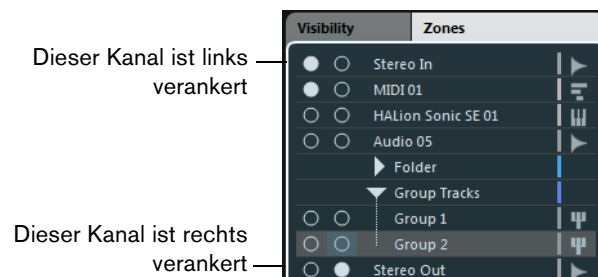 Visibility Zones
Dieser Kanal ist links
verankert
Stereo In
MIDI 01
HALion Sonic SE 01
Audio 05
Folder
Group Tracks
Group 1
Group 2
Dieser Kanal ist rechts
verankert
Stereo Out